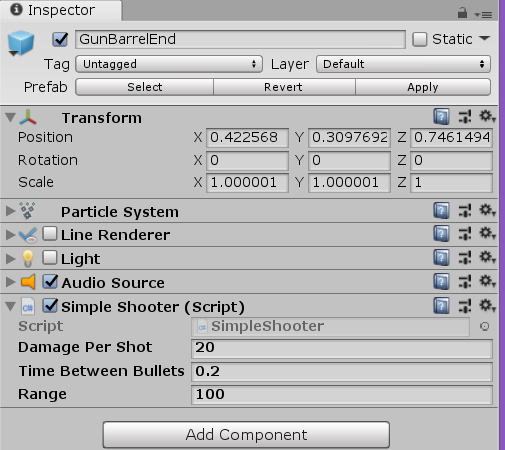 Inspector
GunBarrelEnd Static
Tag Untagged Layer Default
Prefab Select Revert Apply
Transform
Position X 0.422568 Y 0.3097692 Z 0.7461494
Rotation X 0 Y 0 Z 0
Scale X 1.000001 Y 1.000001 Z 1
Particle System
Line Renderer
Light
Audio Source
Simple Shooter (Script)
Script SimpleShooter
Damage Per Shot 20
Time Between Bullets 0.2
Range 100
Add Component